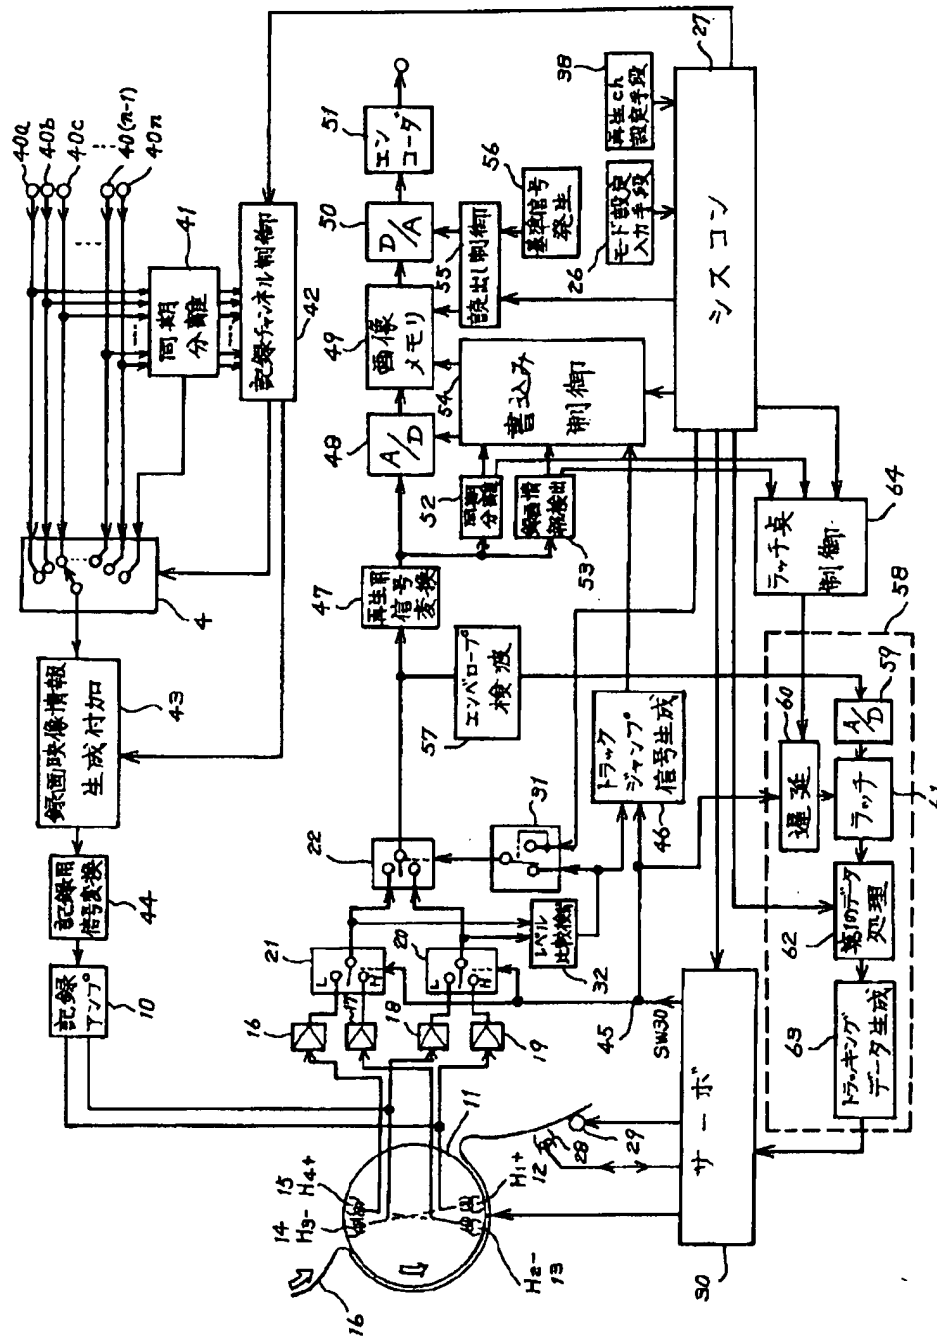 40a
40b
40c
40(n-1)
40n
41
同期
分離
記録チャンネル制御
42
4
録画映像情報
生成付加
43
記録用
信号変換
44
記録
アンプ
10
51
エン
コーダ
50
D/A
49
画像
メモリ
48
A/D
55
読出し制御
56
基準信号
発生
54
書込み
制御
52
同期
分離
録画情
報検出
53
47
再生用
信号
変換
エンベロープ
検波
57
38
再生ch
設定手段
モード設定
入力手段
26
27
シスコン
ラッチ点
制御
64
58
59
A/D
60
遅延
ラッチ
61
62
第1のデータ
処理
63
トラッキング
データ生成
トラック
ジャンプ
信号生成
46
31
22
レベル
比較検波
32
21
L
H
20
L
H
16
17
18
19
45
SW30
サーボ
30
11
15
H4+
14
H3-
H1+
12
H2-
13
28
29
16